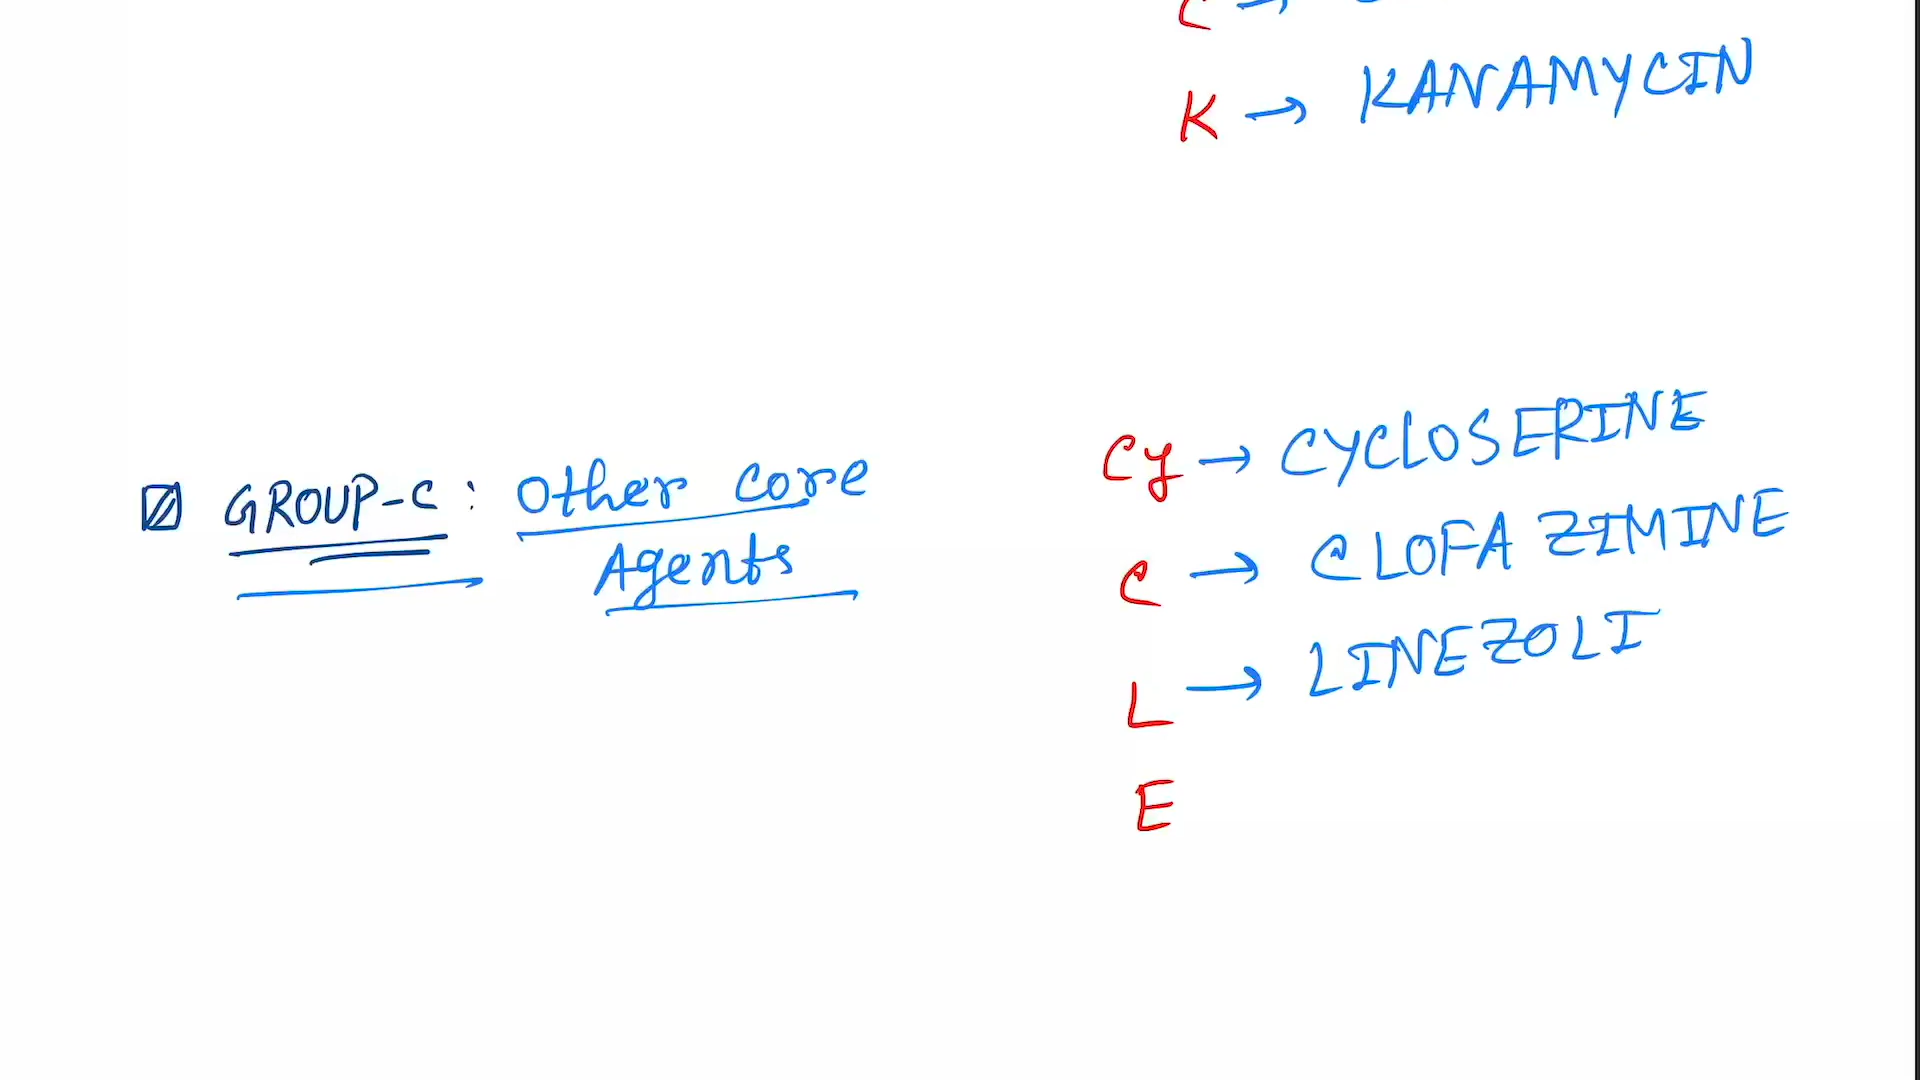 C →
K → KANAMYCIN
GROUP-C : Other core
Agents
Cy → CYCLOSERINE
C → CLOFAZIMINE
L → LINEZOLI
E